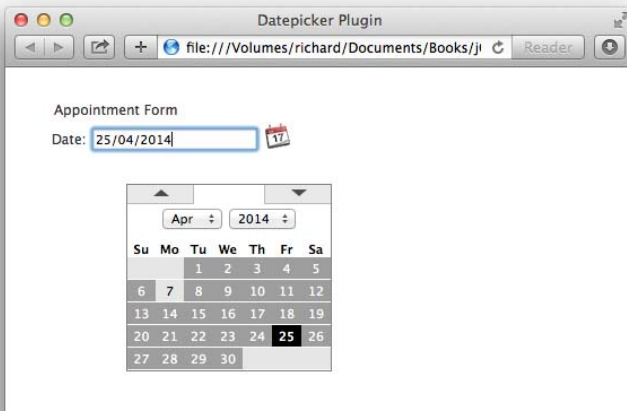 Datepicker Plugin
file:///Volumes/richard/Documents/Books/j Reader
Appointment Form
Date: 25/04/2014 17
Apr 2014
Su Mo Tu We Th Fr Sa
1 2 3 4 5
6 7 8 9 10 11 12
13 14 15 16 17 18 19
20 21 22 23 24 25 26
27 28 29 30